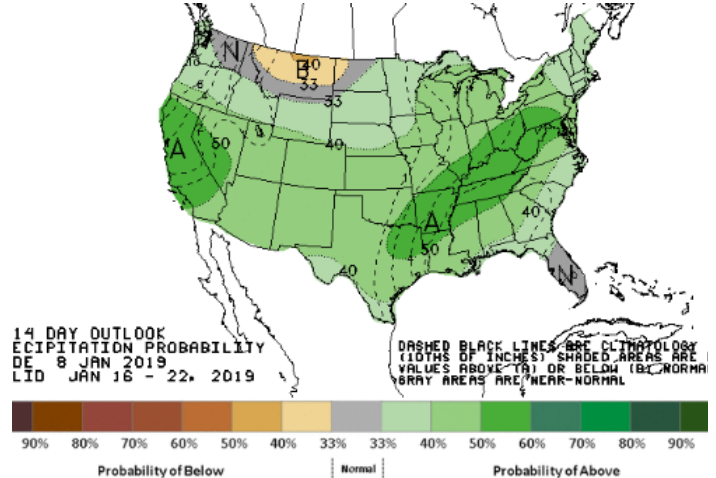 N
40
B
33
33
40
50
A
A
50
40
40
N
14 DAY OUTLOOK
ECIPITATION PROBABILITY
DE 8 JAN 2019
LID JAN 16 - 22, 2019
DASHED BLACK LINES ARE CLIMATOLOGY
(10THS OF INCHES) SHADED AREAS ARE
VALUES ABOVE (A) OR BELOW (B) NORMA
GRAY AREAS ARE NEAR-NORMAL
90% 80% 70% 60% 50% 40% 33% 33% 40% 50% 60% 70% 80% 90%
Probability of Below Normal Probability of Above